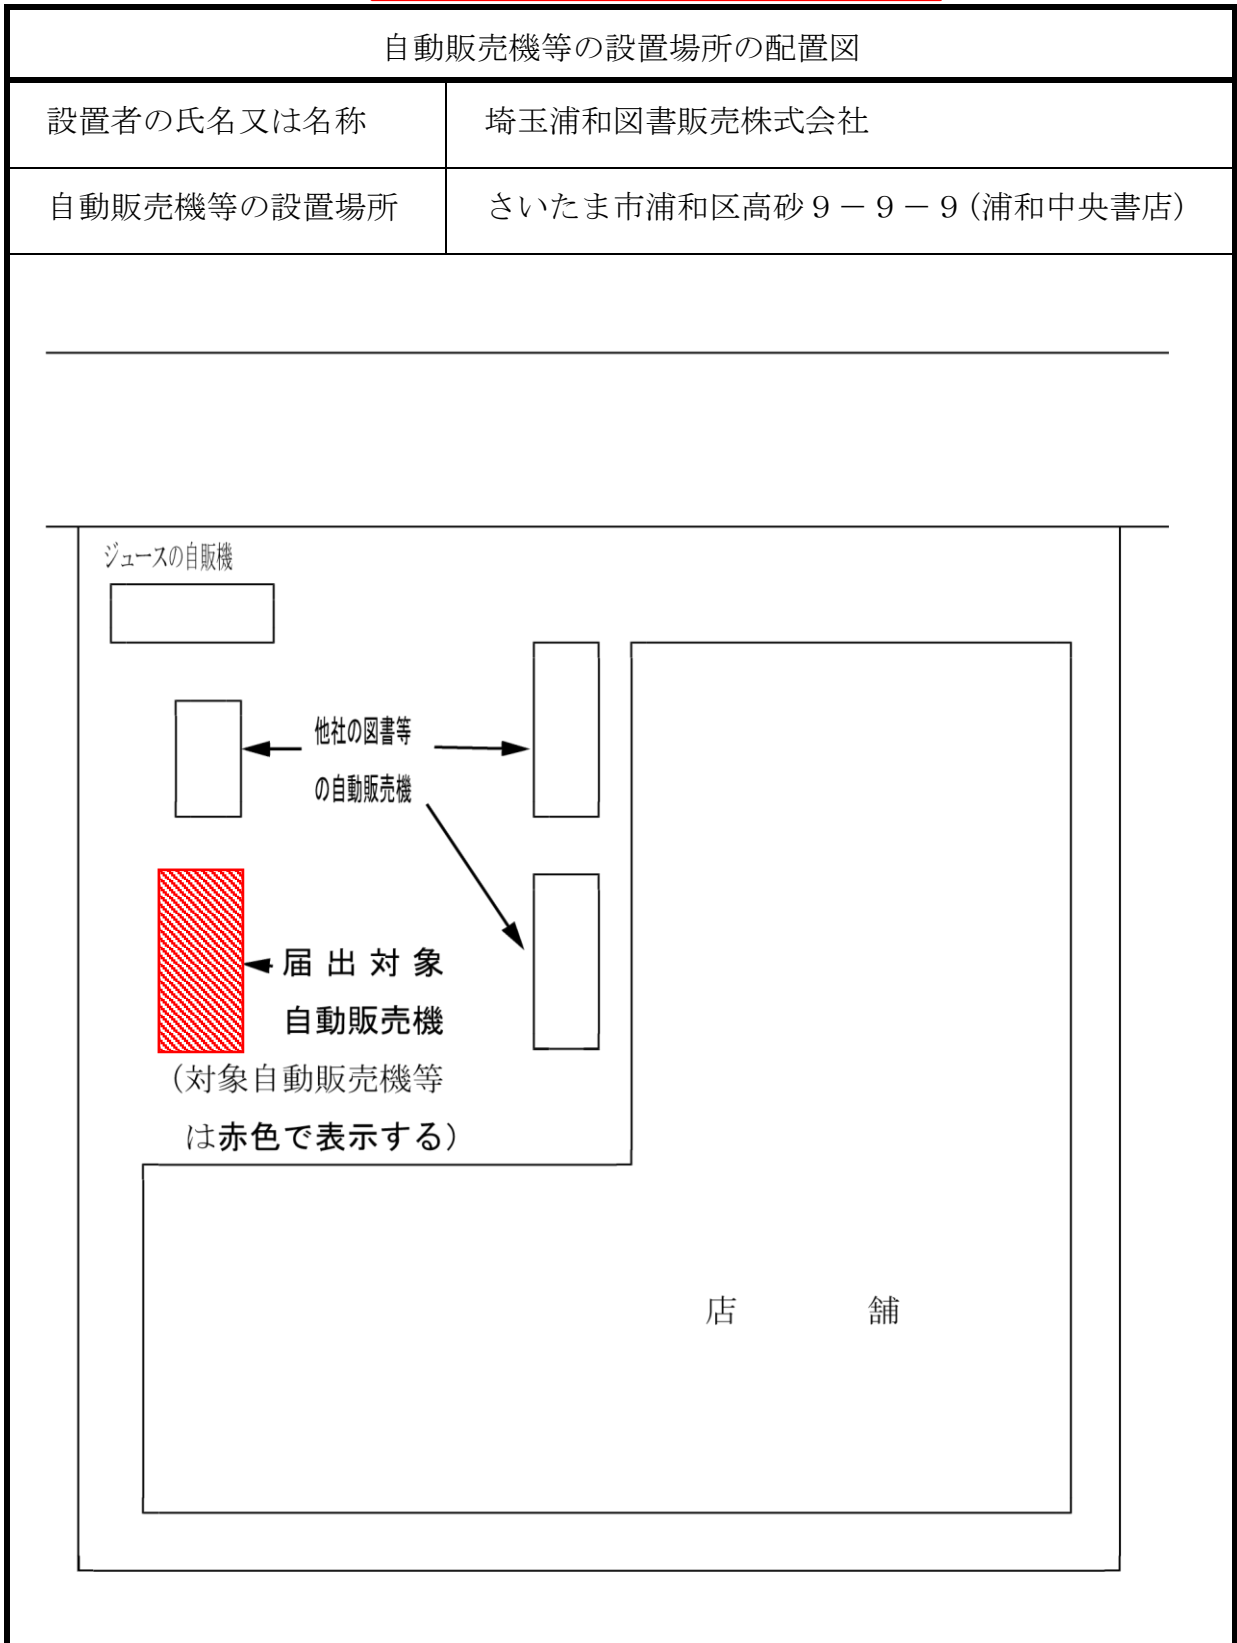 自動販売機等の設置場所の配置図
設置者の氏名又は名称
埼玉浦和図書販売株式会社
自動販売機等の設置場所
さいたま市浦和区高砂９－９－９(浦和中央書店)
ジュースの自販機
他社の図書等
の自動販売機
届出対象
自動販売機
(対象自動販売機等
は赤色で表示する)
店舗